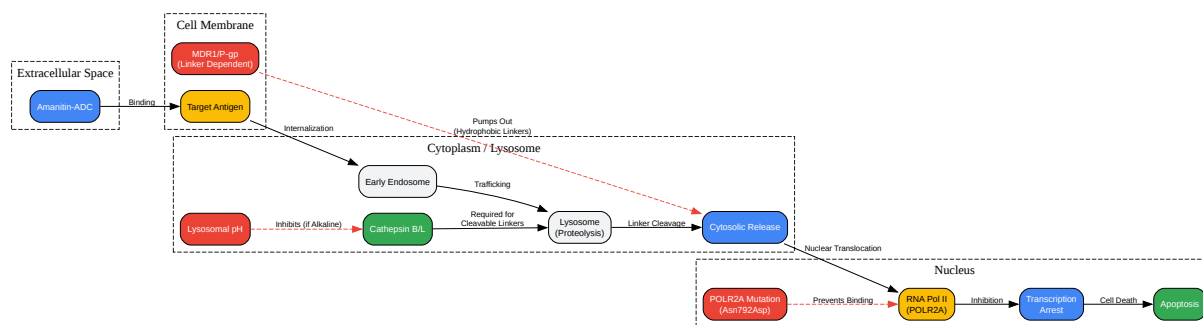 Cell Membrane
MDR1/P-gp
(Linker Dependent)
Extracellular Space
Amanitin-ADC
Binding
Target Antigen
Internalization
Pumps Out
(Hydrophobic Linkers)
Cytoplasm / Lysosome
Early Endosome
Trafficking
Lysosomal pH
Inhibits (if Alkaline)
Cathepsin B/L
Required for
Cleavable Linkers
Lysosome
(Proteolysis)
Linker Cleavage
Cytosolic Release
Nuclear Translocation
Nucleus
POLR2A Mutation
(Asn792Asp)
Prevents Binding
RNA Pol II
(POLR2A)
Inhibition
Transcription
Arrest
Cell Death
Apoptosis